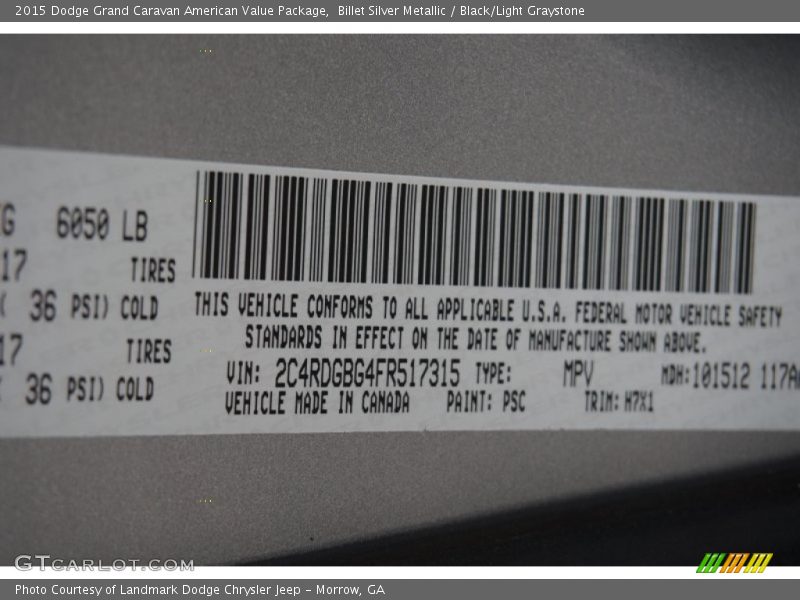 2015 Dodge Grand Caravan American Value Package,  Billet Silver Metallic / Black/Light Graystone
G 6050 LB
17 TIRES
( 36 PSI) COLD
17 TIRES
36 PSI) COLD
THIS VEHICLE CONFORMS TO ALL APPLICABLE U.S.A. FEDERAL MOTOR VEHICLE SAFETY
STANDARDS IN EFFECT ON THE DATE OF MANUFACTURE SHOWN ABOVE.
VIN: 2C4RDGBG4FR517315 TYPE: MPV MDH: 101512 117A
VEHICLE MADE IN CANADA PAINT: PSC TRIM: H7X1
GTCARLOT.COM
Photo Courtesy of Landmark Dodge Chrysler Jeep – Morrow, GA